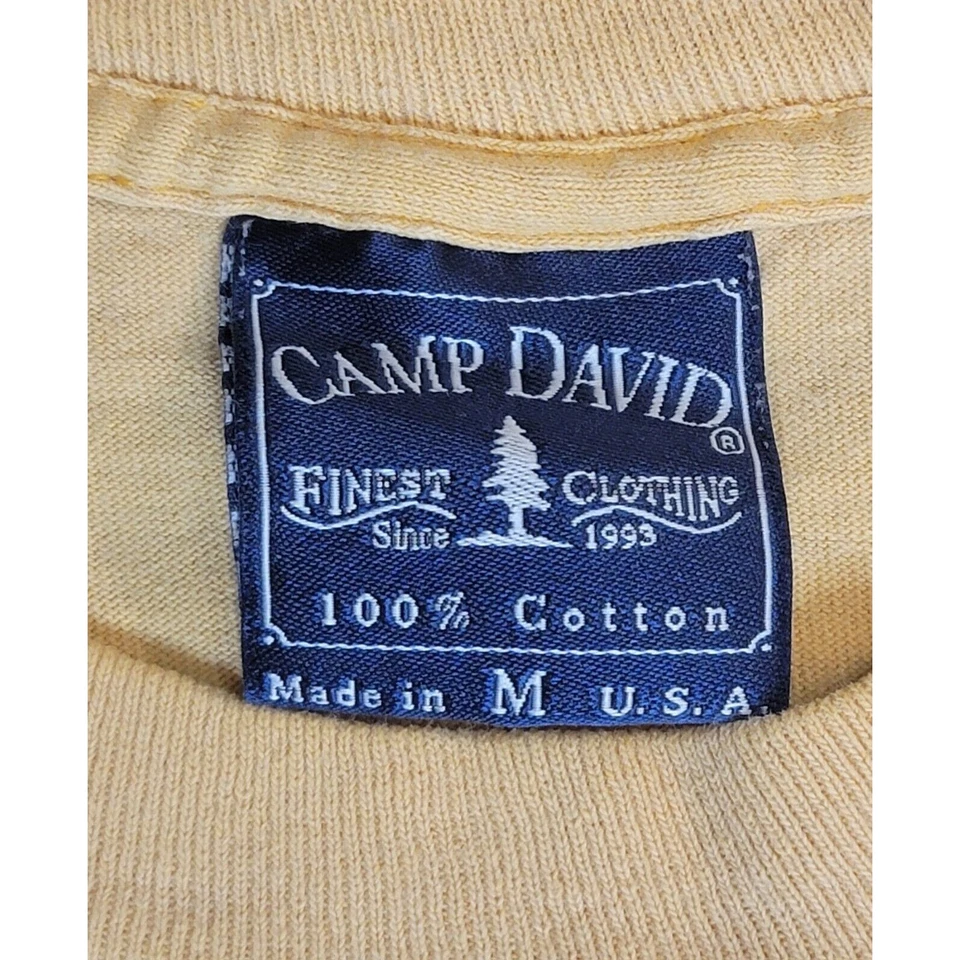 CAMP DAVID®
FINEST CLOTHING
Since 1993
100% Cotton
Made in M U.S.A.